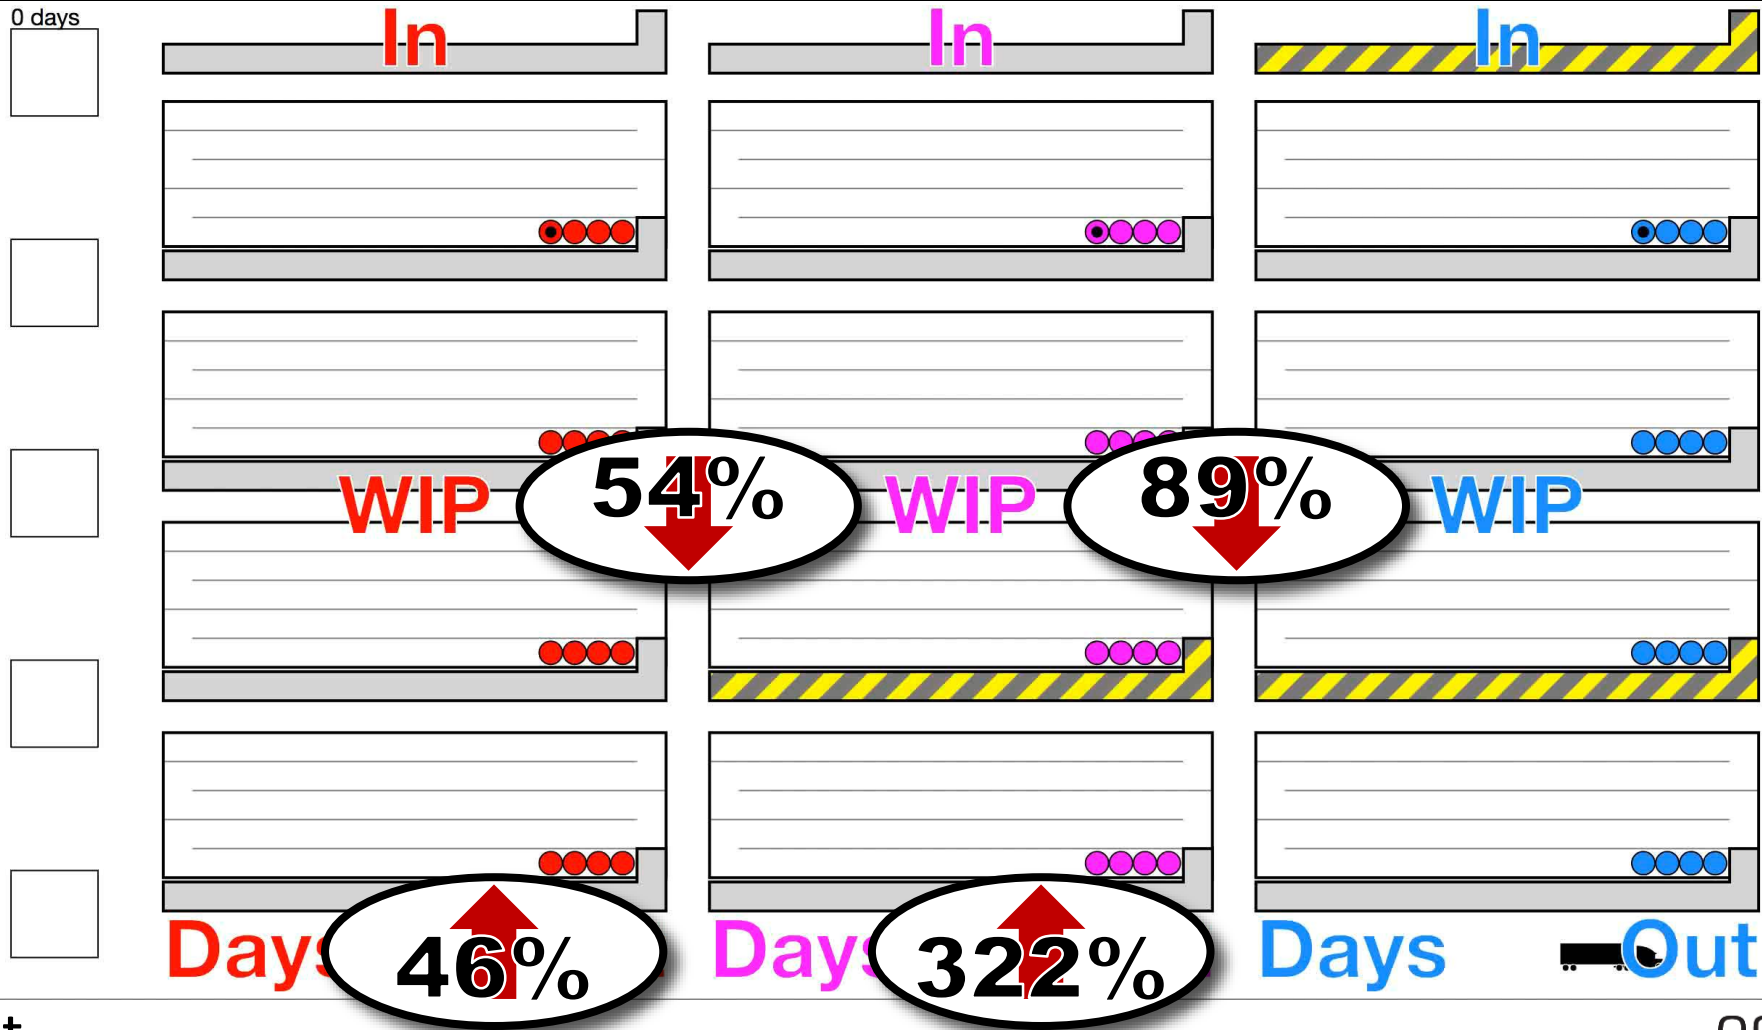 0 days
In In In
WIP 54% WIP 89% WIP
Days 46% Days 322% Days Out
+